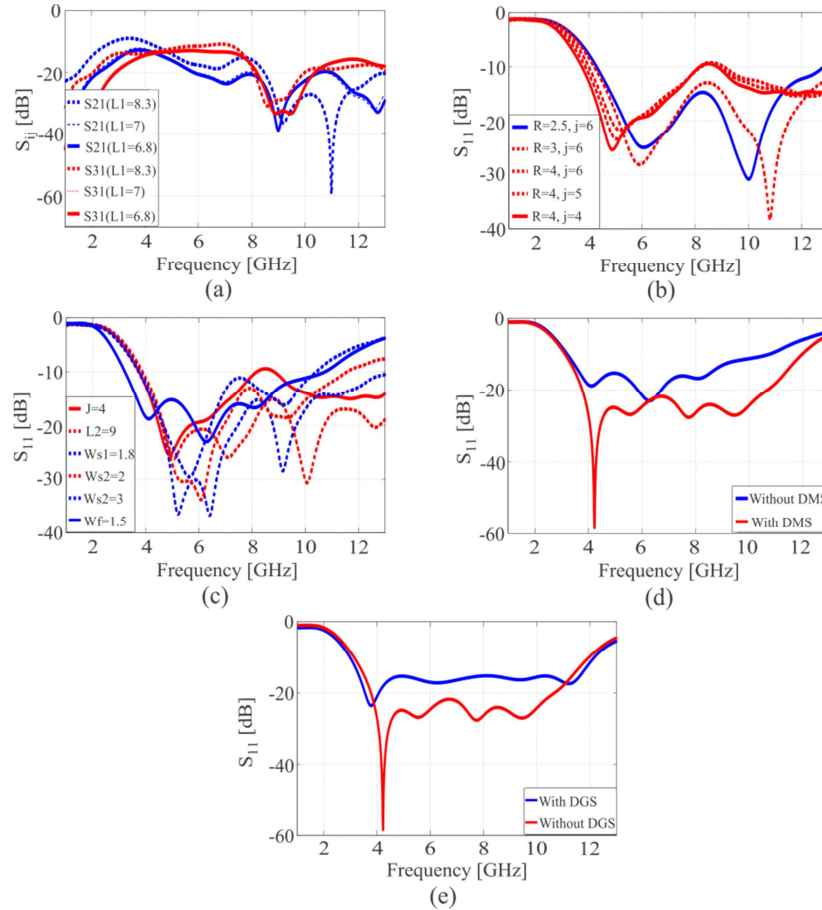 0
-20
-40
-60
S_ij [dB]
S21(L1=8.3)
S21(L1=7)
S21(L1=6.8)
S31(L1=8.3)
S31(L1=7)
S31(L1=6.8)
2 4 6 8 10 12
Frequency [GHz]
(a)
0
-10
-20
-30
-40
S_11 [dB]
R=2.5, j=6
R=3, j=6
R=4, j=6
R=4, j=5
R=4, j=4
2 4 6 8 10 12
Frequency [GHz]
(b)
0
-10
-20
-30
-40
S_11 [dB]
J=4
L2=9
Ws1=1.8
Ws2=2
Ws2=3
Wf=1.5
2 4 6 8 10 12
Frequency [GHz]
(c)
0
-20
-40
-60
S_11 [dB]
Without DMS
With DMS
2 4 6 8 10 12
Frequency [GHz]
(d)
0
-20
-40
-60
S_11 [dB]
With DGS
Without DGS
2 4 6 8 10 12
Frequency [GHz]
(e)